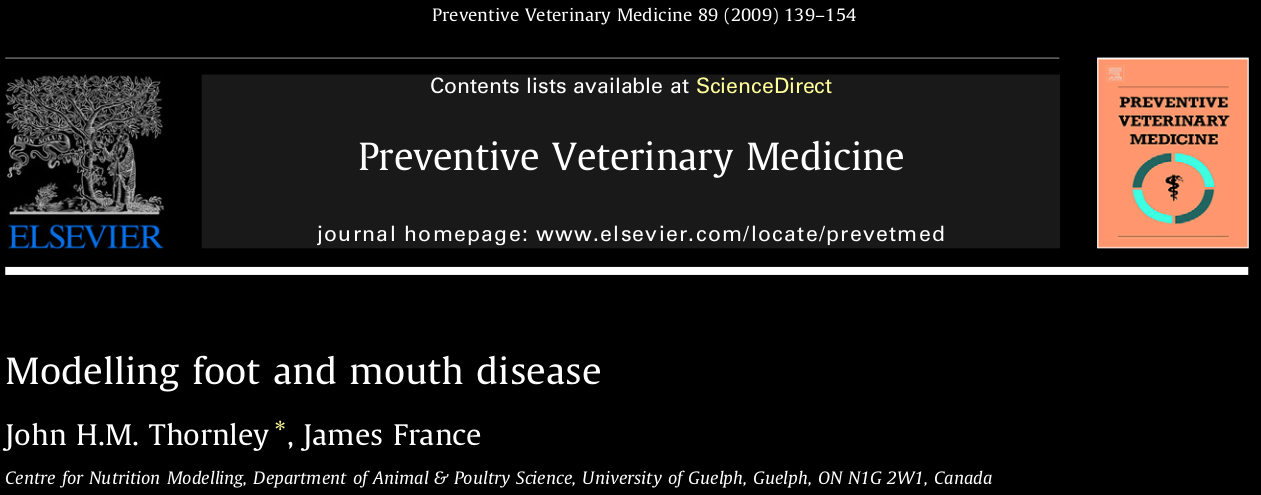 Preventive Veterinary Medicine 89 (2009) 139–154
Contents lists available at ScienceDirect
Preventive Veterinary Medicine
journal homepage: www.elsevier.com/locate/prevetmed
ELSEVIER
PREVENTIVE
VETERINARY
MEDICINE
Modelling foot and mouth disease
John H.M. Thornley *, James France
Centre for Nutrition Modelling, Department of Animal & Poultry Science, University of Guelph, Guelph, ON N1G 2W1, Canada